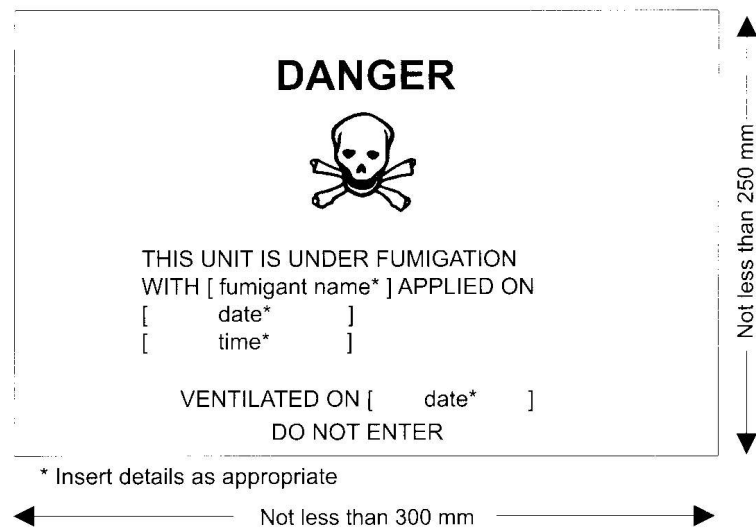 DANGER
THIS UNIT IS UNDER FUMIGATION
WITH [ fumigant name* ] APPLIED ON
[ date* ]
[ time* ]
VENTILATED ON [ date* ]
DO NOT ENTER
* Insert details as appropriate
Not less than 300 mm
Not less than 250 mm